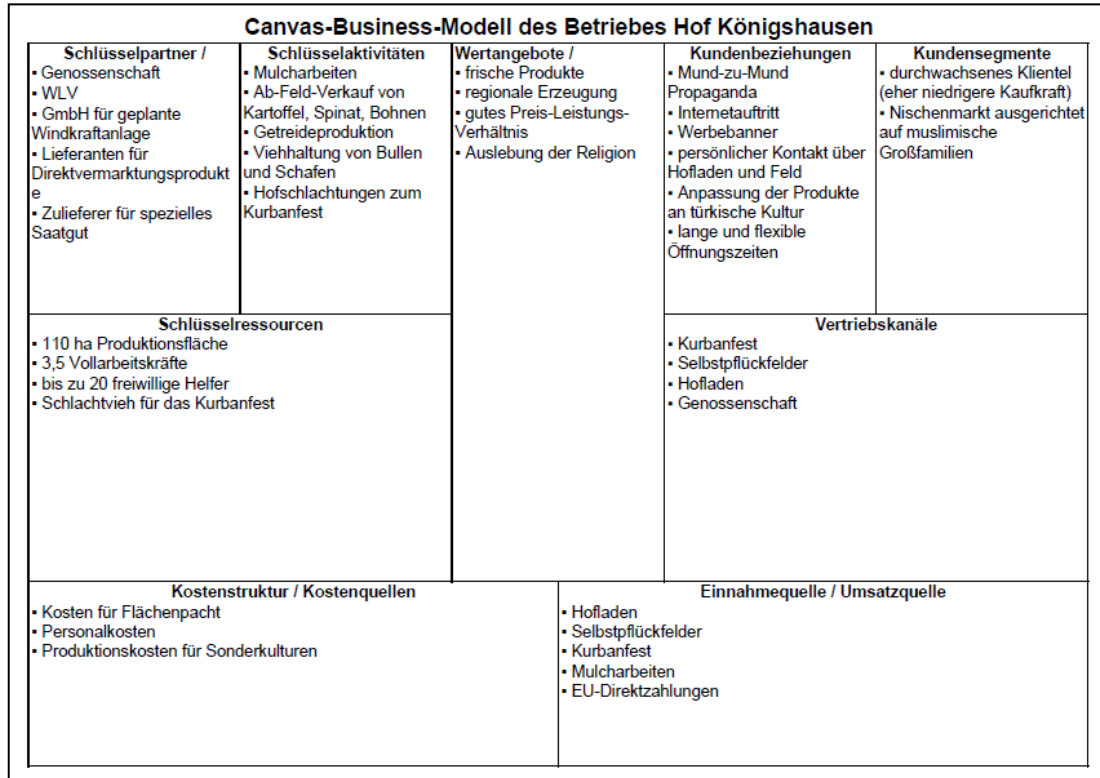 Canvas-Business-Modell des Betriebes Hof Königshausen
Schlüsselpartner /
▪ Genossenschaft
▪ WLV
▪ GmbH für geplante
Windkraftanlage
▪ Lieferanten für
Direktvermarktungsprodukt
e
▪ Zulieferer für spezielles
Saatgut
Schlüsselaktivitäten
▪ Mulcharbeiten
▪ Ab-Feld-Verkauf von
Kartoffel, Spinat, Bohnen
▪ Getreideproduktion
▪ Viehhaltung von Bullen
und Schafen
▪ Hofschlachtungen zum
Kurbanfest
Wertangebote /
▪ frische Produkte
▪ regionale Erzeugung
▪ gutes Preis-Leistungs-
Verhältnis
▪ Auslebung der Religion
Kundenbeziehungen
▪ Mund-zu-Mund
Propaganda
▪ Internetauftritt
▪ Werbebanner
▪ persönlicher Kontakt über
Hofladen und Feld
▪ Anpassung der Produkte
an türkische Kultur
▪ lange und flexible
Öffnungszeiten
Kundensegmente
▪ durchwachsenes Klientel
(eher niedrigere Kaufkraft)
▪ Nischenmarkt ausgerichtet
auf muslimische
Großfamilien
Schlüsselressourcen
▪ 110 ha Produktionsfläche
▪ 3,5 Vollarbeitskräfte
▪ bis zu 20 freiwillige Helfer
▪ Schlachtvieh für das Kurbanfest
Vertriebskanäle
▪ Kurbanfest
▪ Selbstpflückfelder
▪ Hofladen
▪ Genossenschaft
Kostenstruktur / Kostenquellen
▪ Kosten für Flächenpacht
▪ Personalkosten
▪ Produktionskosten für Sonderkulturen
Einnahmequelle / Umsatzquelle
▪ Hofladen
▪ Selbstpflückfelder
▪ Kurbanfest
▪ Mulcharbeiten
▪ EU-Direktzahlungen